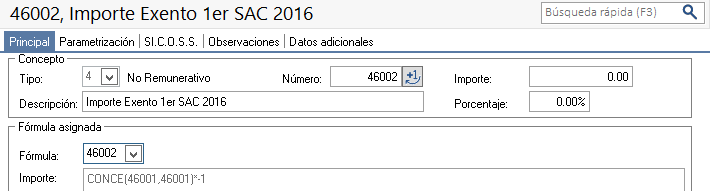 46002, Importe Exento 1er SAC 2016
Búsqueda rápida (F3)
Principal Parametrización SI.C.O.S.S. Observaciones Datos adicionales
Concepto
Tipo: 4 No Remunerativo Número: 46002 +1 Importe: 0.00
Descripción: Importe Exento 1er SAC 2016 Porcentaje: 0.00%
Fórmula asignada
Fórmula: 46002
Importe: CONCE(46001,46001)*-1